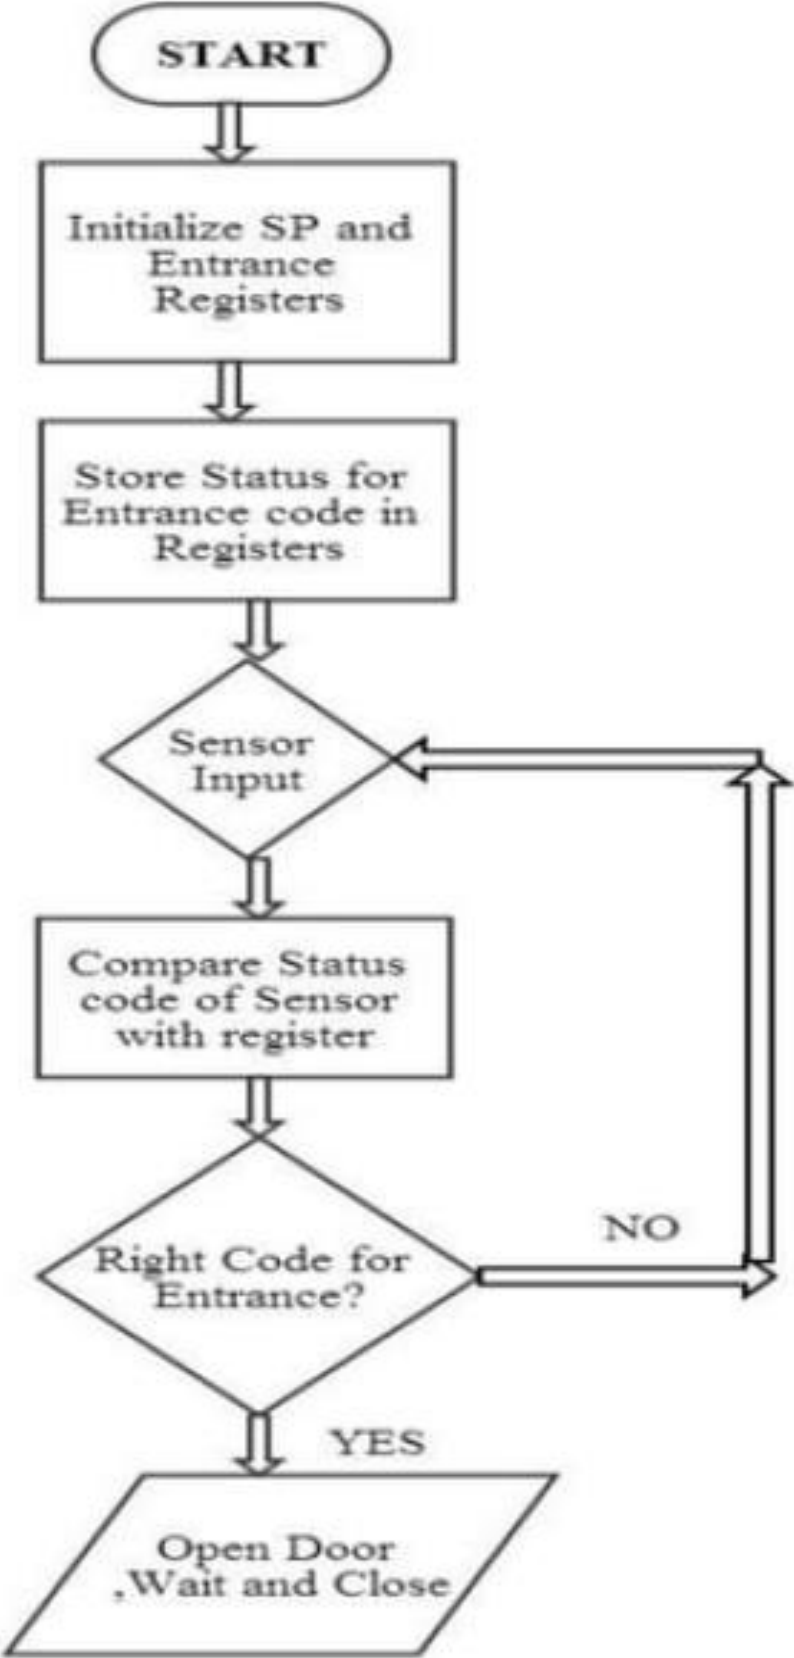 START
Initialize SP and
Entrance
Registers
Store Status for
Entrance code in
Registers
Sensor
Input
Compare Status
code of Sensor
with register
Right Code for
Entrance?
NO
YES
Open Door
,Wait and Close